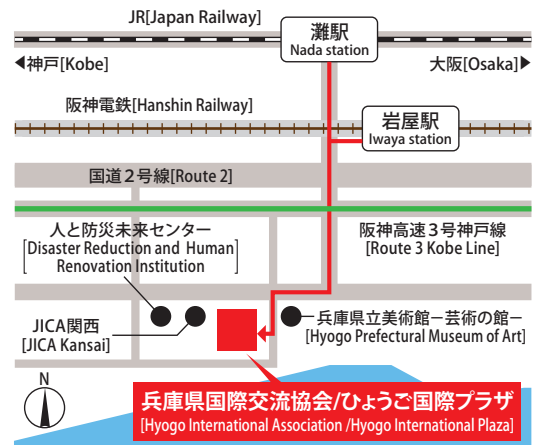 JR[Japan Railway]
灘駅
Nada station
◀神戸[Kobe]
大阪[Osaka]▶
阪神電鉄[Hanshin Railway]
岩屋駅
Iwaya station
国道２号線[Route 2]
人と防災未来センター
[Disaster Reduction and Human
Renovation Institution]
阪神高速３号神戸線
[Route 3 Kobe Line]
JICA関西
[JICA Kansai]
兵庫県立美術館－芸術の館－
[Hyogo Prefectural Museum of Art]
N
兵庫県国際交流協会/ひょうご国際プラザ
[Hyogo International Association /Hyogo International Plaza]